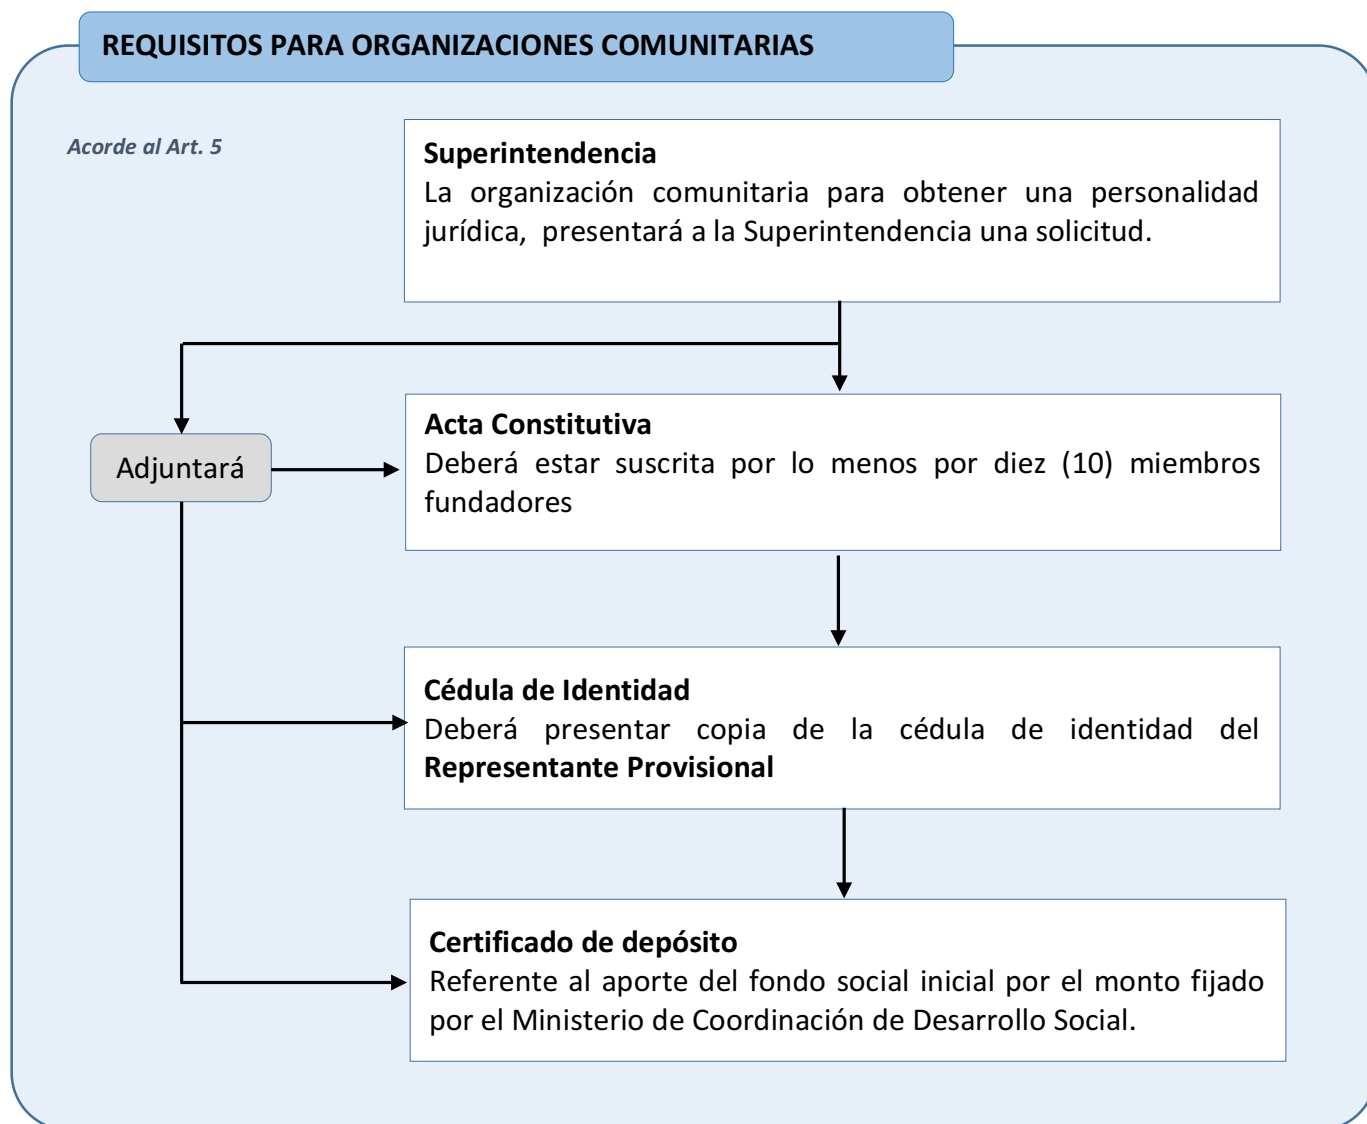 REQUISITOS PARA ORGANIZACIONES COMUNITARIAS
Acorde al Art. 5
Superintendencia
La organización comunitaria para obtener una personalidad
jurídica, presentará a la Superintendencia una solicitud.
Adjuntará
Acta Constitutiva
Deberá estar suscrita por lo menos por diez (10) miembros
fundadores
Cédula de Identidad
Deberá presentar copia de la cédula de identidad del
Representante Provisional
Certificado de depósito
Referente al aporte del fondo social inicial por el monto fijado
por el Ministerio de Coordinación de Desarrollo Social.